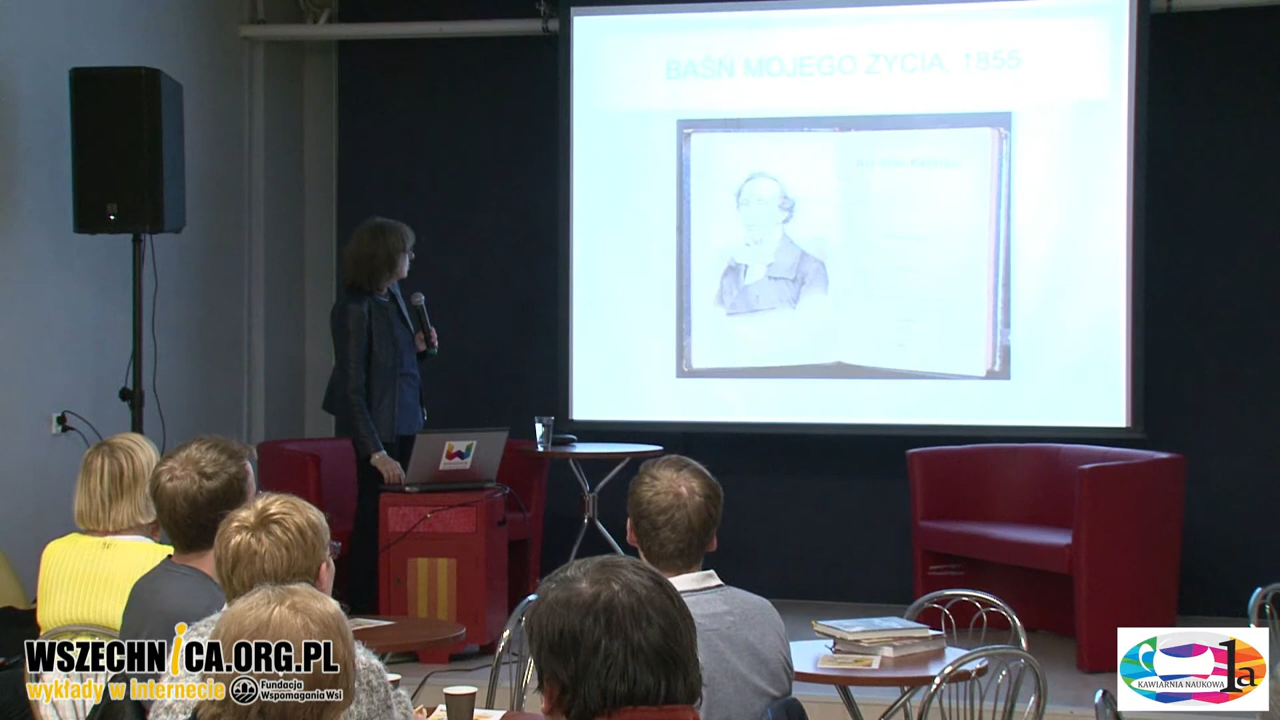 BAŚŃ MOJEGO ŻYCIA, 1855
WSZECHNiCA.ORG.PL
wykłady w internecie
Fundacja
Wspomagania Wsi
KAWIARNIA NAUKOWA
1a